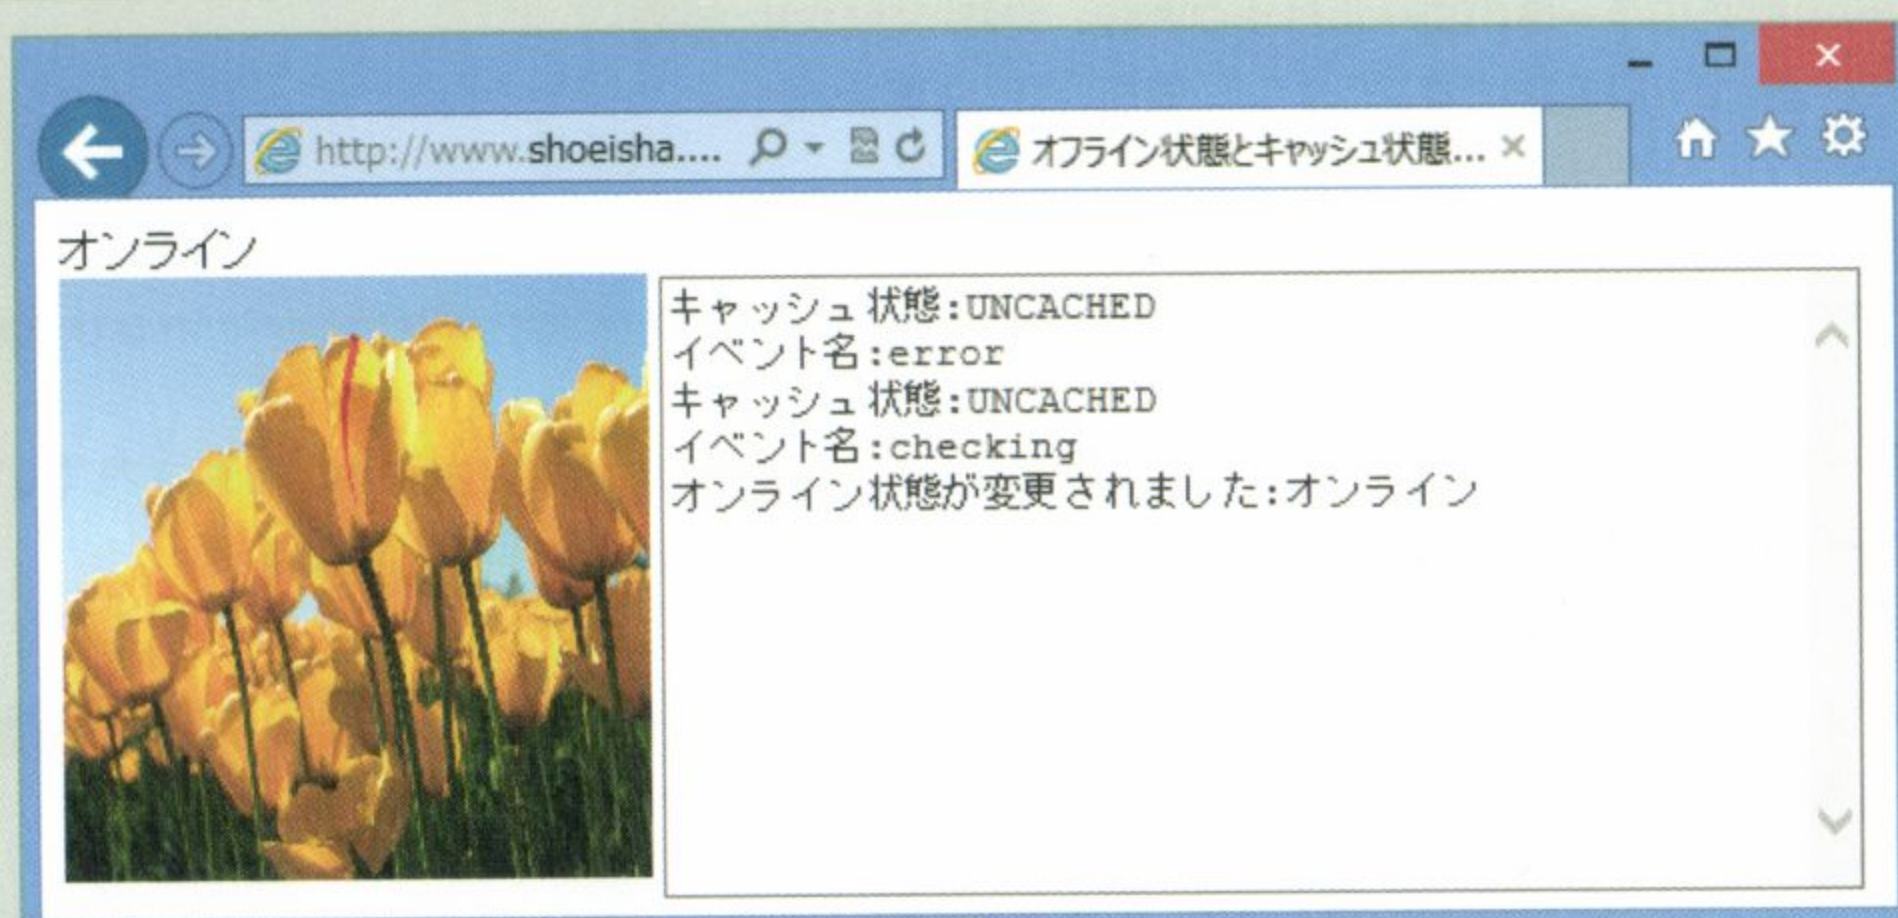 http://www.shoeisha....
オフライン状態とキャッシュ状態...
オンライン
キャッシュ状態:UNCACHED
イベント名:error
キャッシュ状態:UNCACHED
イベント名:checking
オンライン状態が変更されました:オンライン